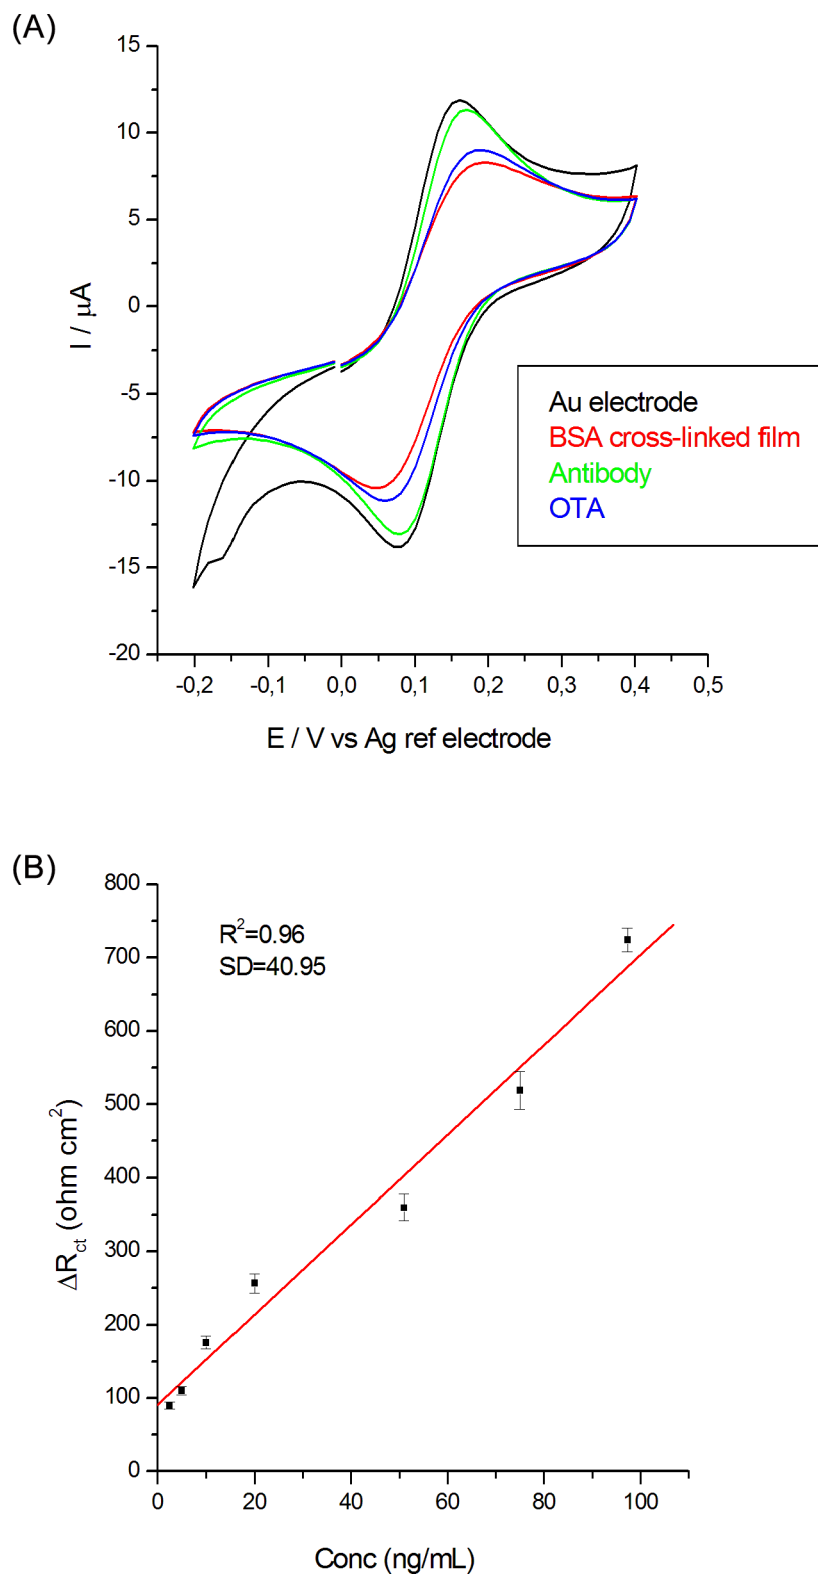 (A)
15
10
5
0
-5
-10
-15
-20
I / μA
-0,2 -0,1 0,0 0,1 0,2 0,3 0,4 0,5
E / V vs Ag ref electrode
Au electrode
BSA cross-linked film
Antibody
OTA
(B)
800
700
600
500
400
300
200
100
0
ΔRct (ohm cm²)
R²=0.96
SD=40.95
0 20 40 60 80 100
Conc (ng/mL)